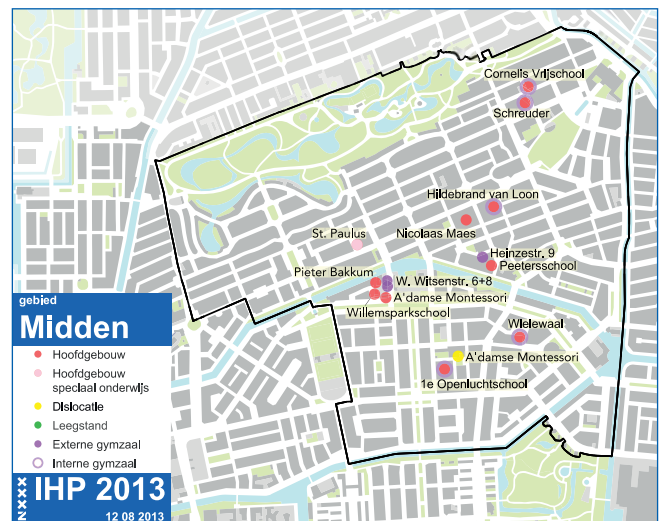 Cornelis Vrijschool
Schreuder
Hildebrand van Loon
Nicolaas Maes
St. Paulus
Heinzestr. 9
Peetersschool
Pieter Bakkum
W. Witsenstr. 6+8
A'damse Montessori
Willemsparkschool
Wielewaal
A'damse Montessori
1e Openluchtschool
gebied
Midden
Hoofdgebouw
Hoofdgebouw
speciaal onderwijs
Dislocatie
Leegstand
Externe gymzaal
Interne gymzaal
IHP 2013
12 08 2013
N